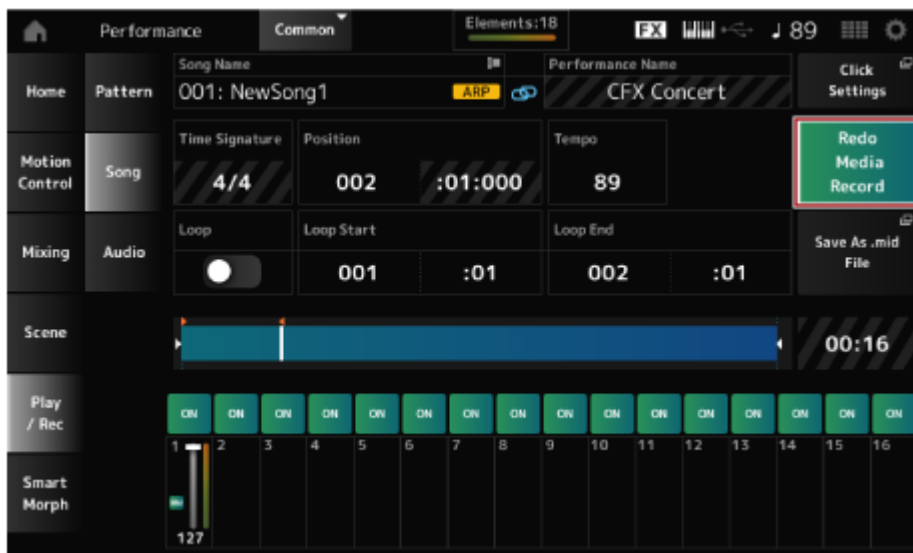 Performance
Common
Elements:18
FX
♩ 89
Home
Pattern
Song Name
001: NewSong1
ARP
Performance Name
CFX Concert
Click
Settings
Motion
Control
Song
Time Signature
4/4
Position
002 :01:000
Tempo
89
Redo
Media
Record
Mixing
Audio
Loop
Loop Start
001 :01
Loop End
002 :01
Save As .mid
File
Scene
00:16
Play
/ Rec
ON ON ON ON ON ON ON ON ON ON ON ON ON ON ON ON
1 2 3 4 5 6 7 8 9 10 11 12 13 14 15 16
Smart
Morph
127